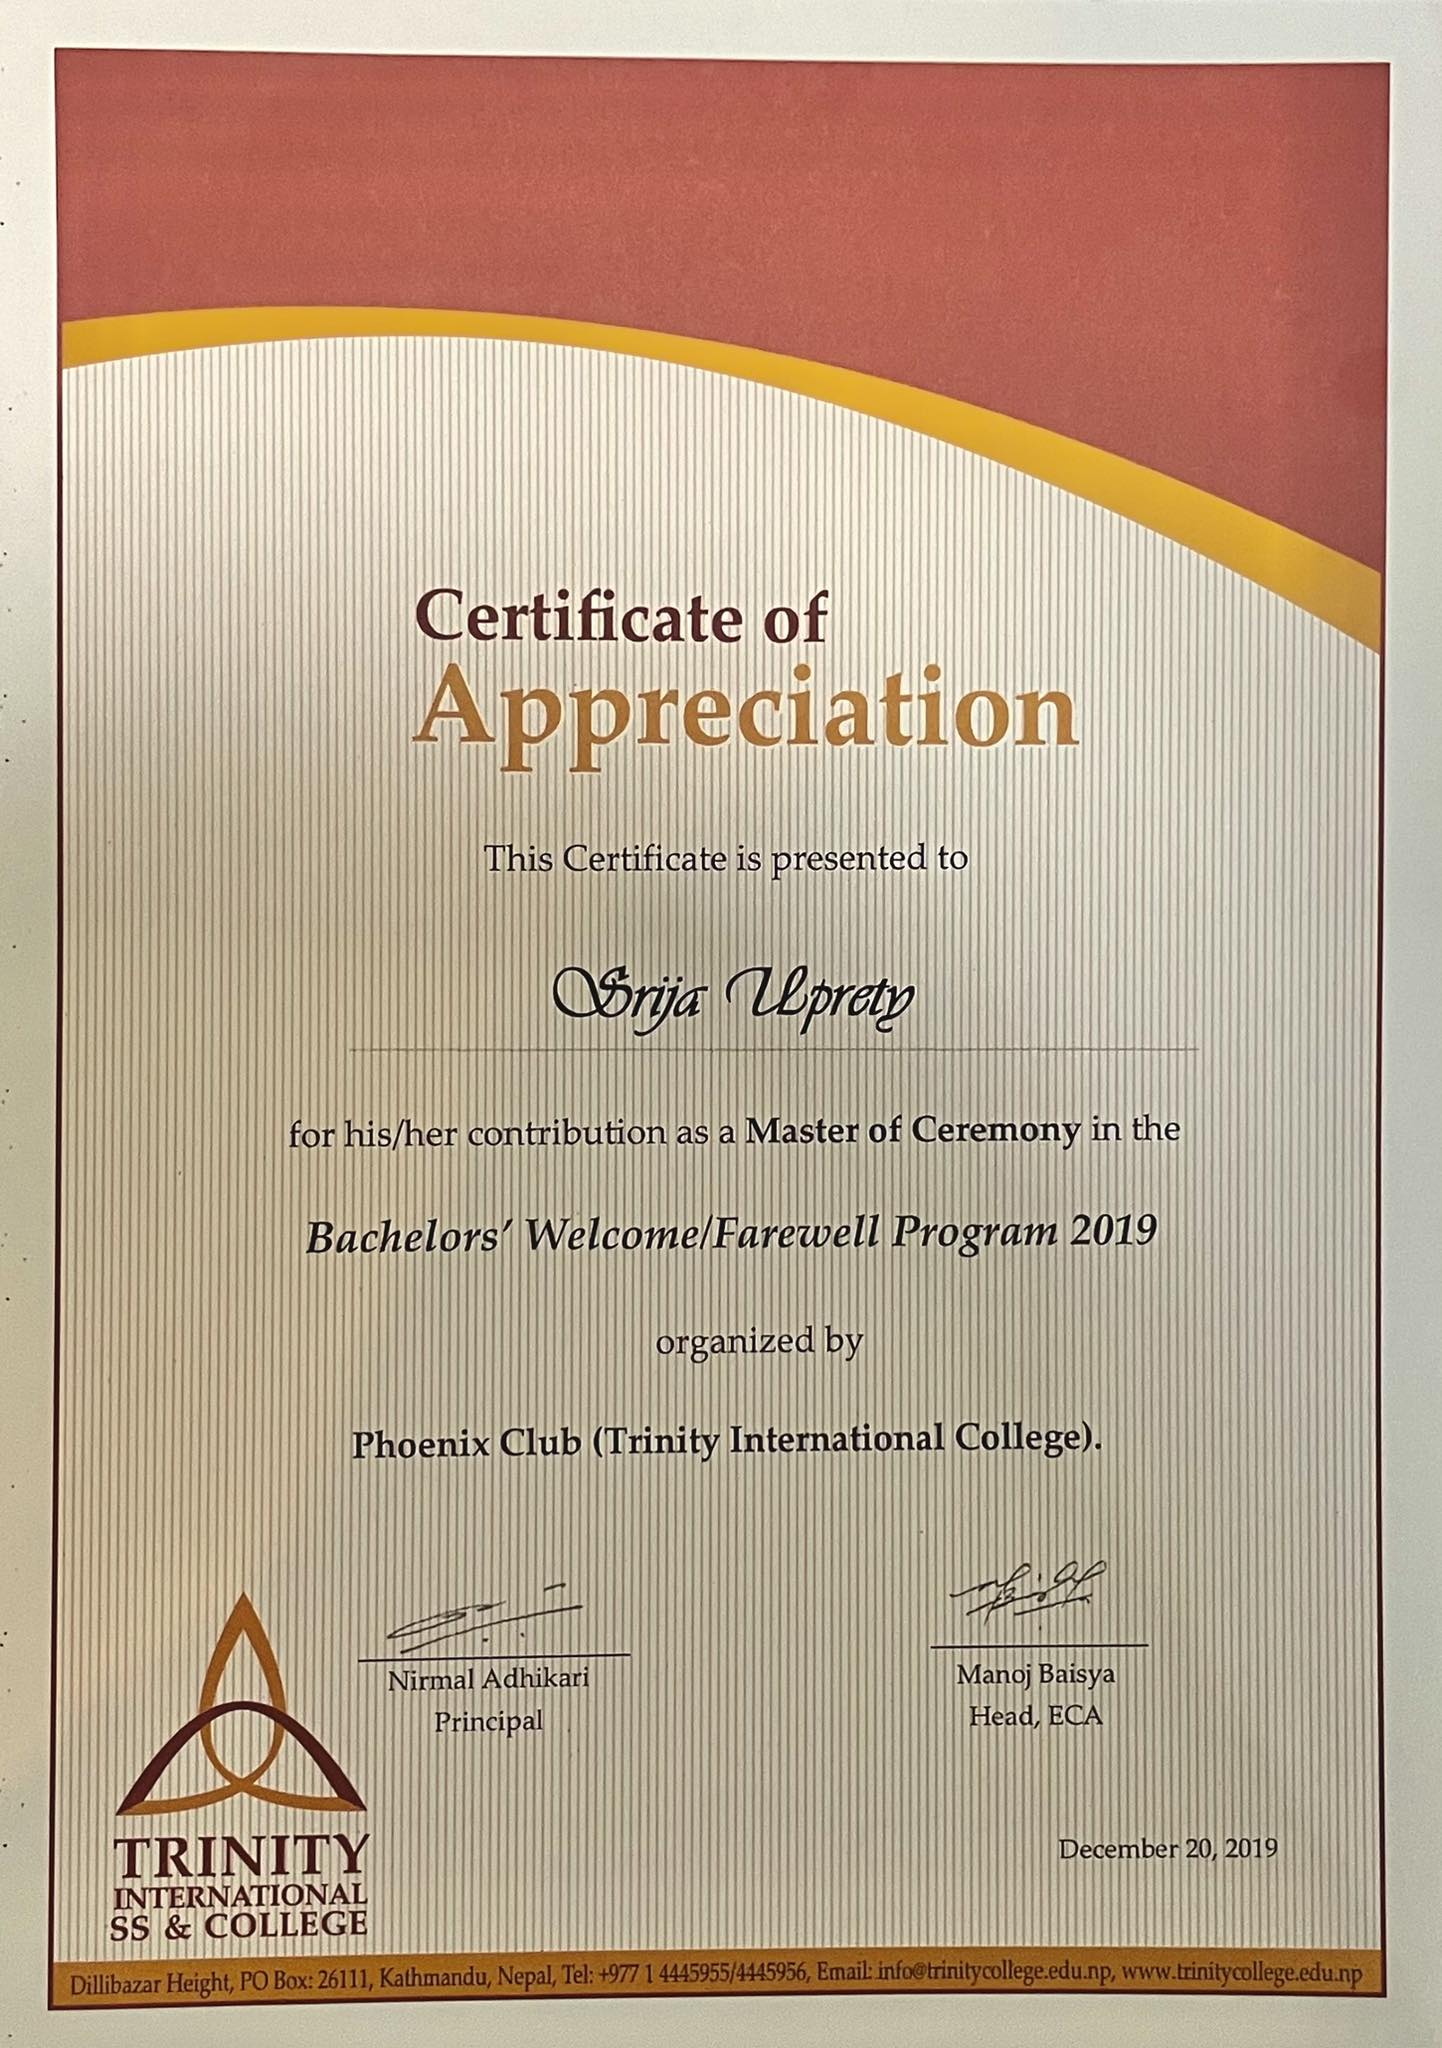 Certificate of
Appreciation
This Certificate is presented to
Srija Uprety
for his/her contribution as a Master of Ceremony in the
Bachelors' Welcome/Farewell Program 2019
organized by
Phoenix Club (Trinity International College).
Nirmal Adhikari
Principal
Manoj Baisya
Head, ECA
TRINITY
INTERNATIONAL
SS & COLLEGE
December 20, 2019
Dillibazar Height, PO Box: 26111, Kathmandu, Nepal, Tel: +977 1 4445955/4445956, Email: info@trinitycollege.edu.np, www.trinitycollege.edu.np